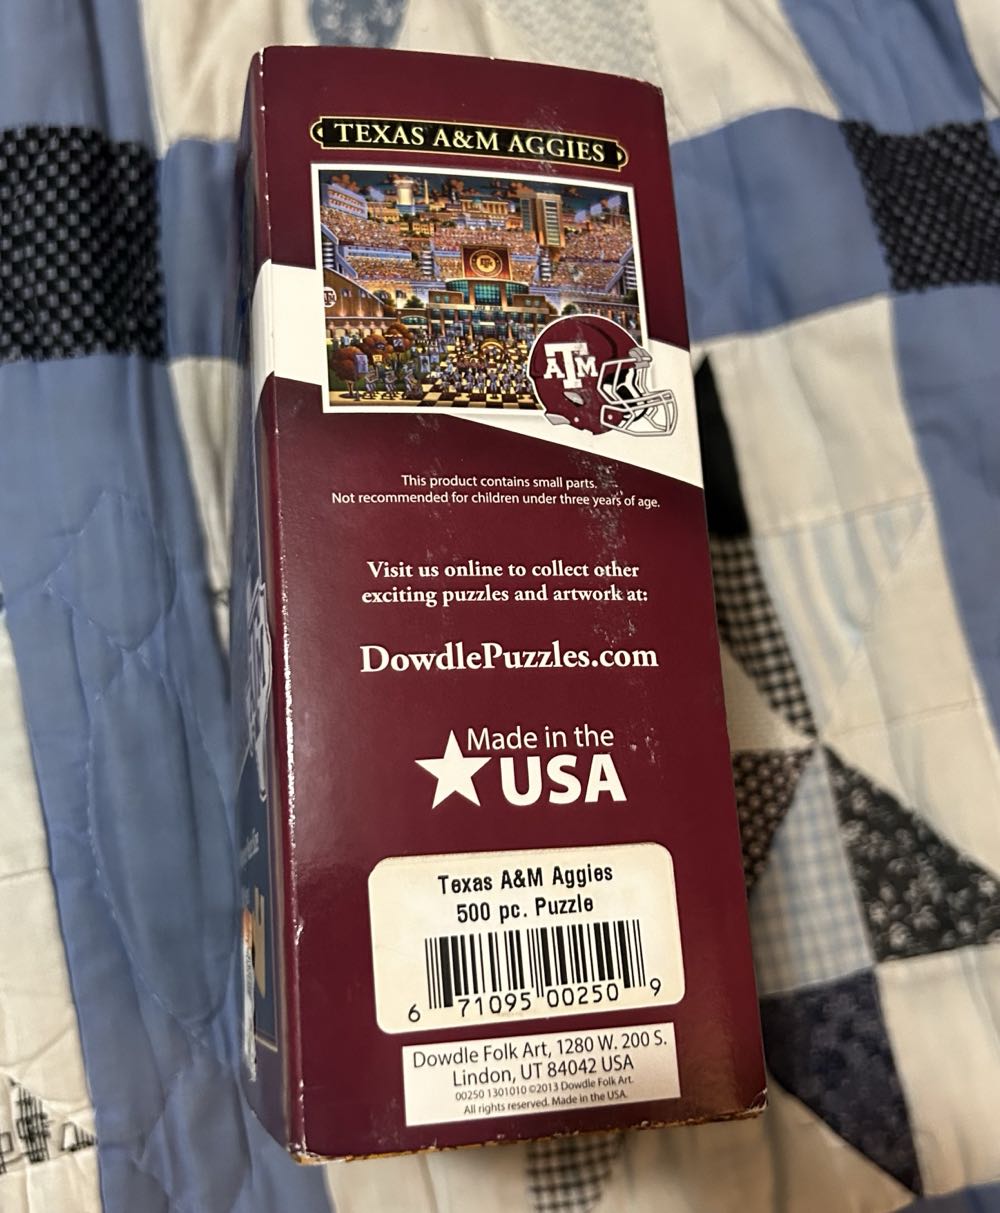 TEXAS A&M AGGIES
ATM
This product contains small parts.
Not recommended for children under three years of age.
Visit us online to collect other
exciting puzzles and artwork at:
DowdlePuzzles.com
Made in the
USA
Texas A&M Aggies
500 pc. Puzzle
6 71095 00250 9
Dowdle Folk Art, 1280 W. 200 S.
Lindon, UT 84042 USA
00250 1301010 ©2013 Dowdle Folk Art.
All rights reserved. Made in the USA.